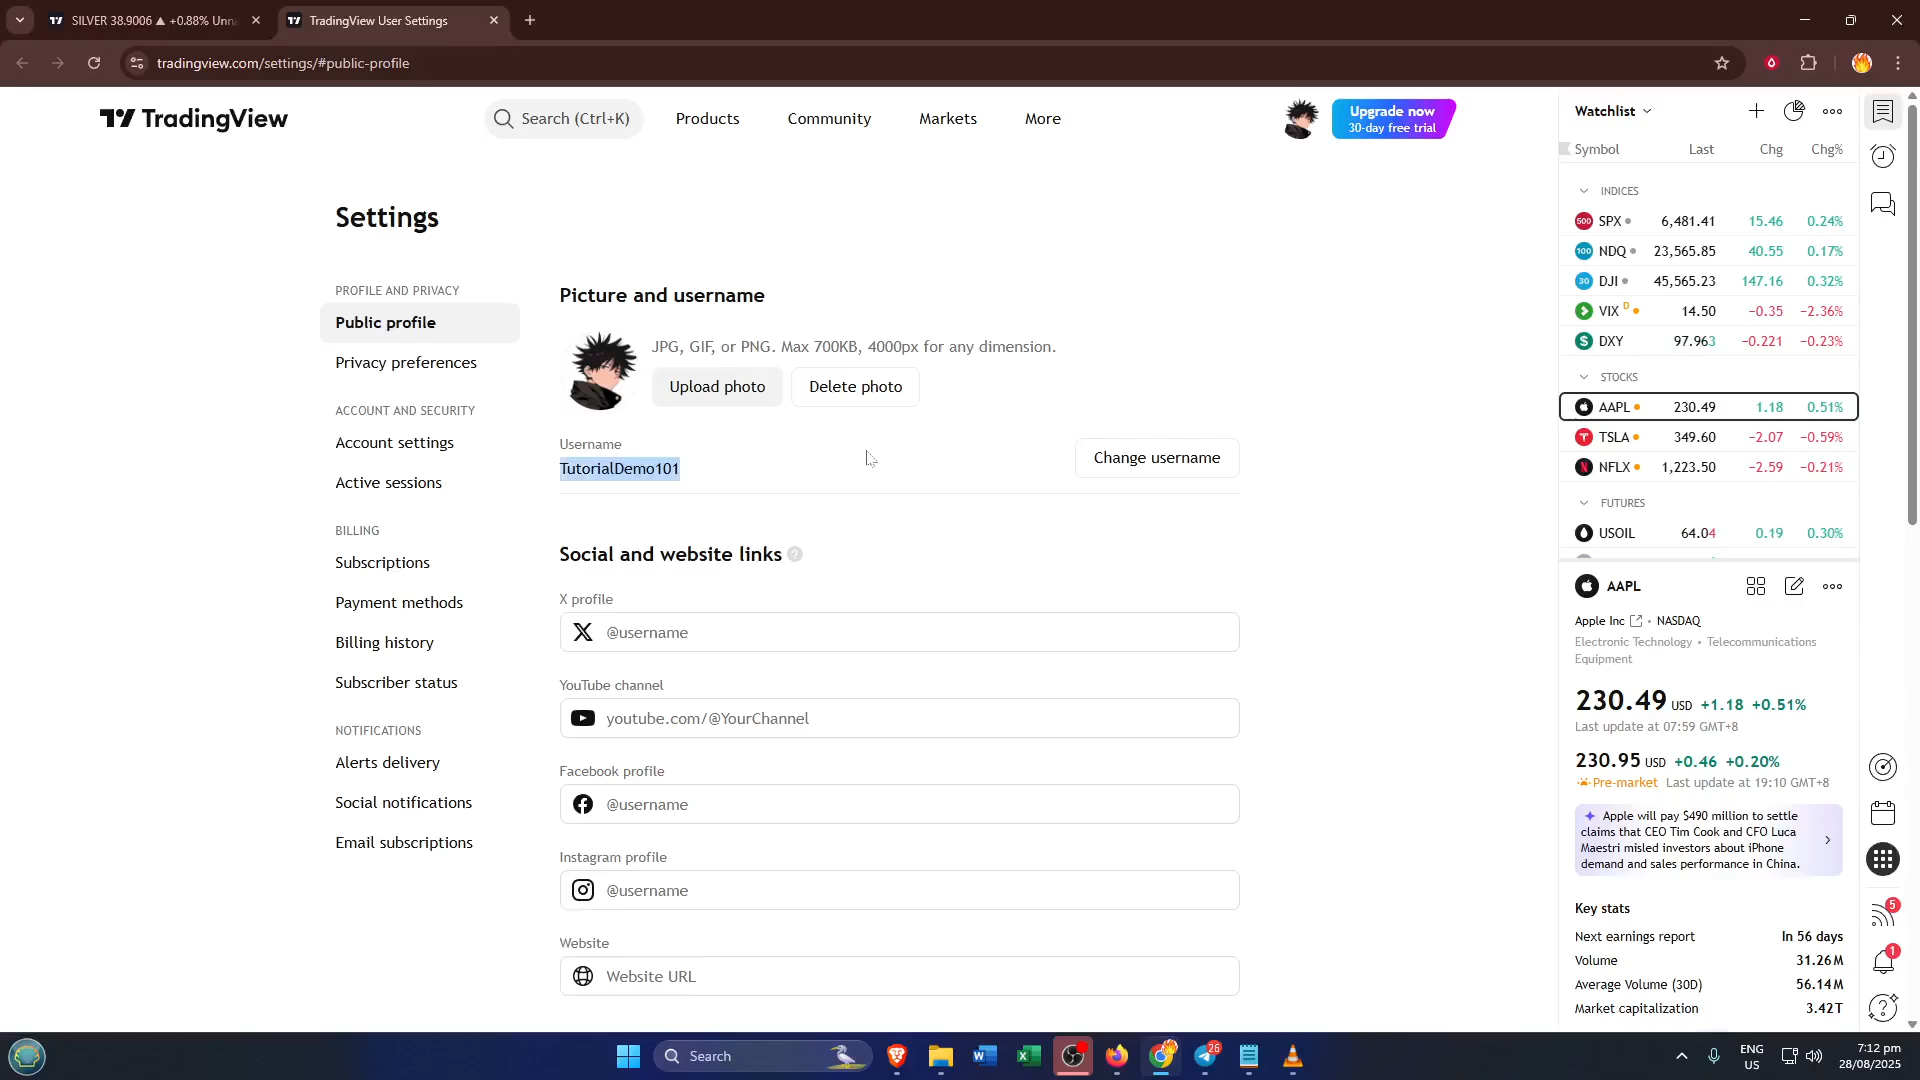 SILVER 38.9006 ▲ +0.88% Unna
TradingView User Settings
tradingview.com/settings/#public-profile
TradingView
Search (Ctrl+K)
Products
Community
Markets
More
Upgrade now
30-day free trial
Settings
PROFILE AND PRIVACY
Public profile
Privacy preferences
ACCOUNT AND SECURITY
Account settings
Active sessions
BILLING
Subscriptions
Payment methods
Billing history
Subscriber status
NOTIFICATIONS
Alerts delivery
Social notifications
Email subscriptions
Picture and username
JPG, GIF, or PNG. Max 700KB, 4000px for any dimension.
Upload photo
Delete photo
Username
TutorialDemo101
Change username
Social and website links
X profile
@username
YouTube channel
youtube.com/@YourChannel
Facebook profile
@username
Instagram profile
@username
Website
Website URL
Watchlist
Symbol Last Chg Chg%
INDICES
500 SPX 6,481.41 15.46 0.24%
100 NDQ 23,565.85 40.55 0.17%
30 DJI 45,565.23 147.16 0.32%
VIX D 14.50 −0.35 −2.36%
$ DXY 97.963 −0.221 −0.23%
STOCKS
AAPL 230.49 1.18 0.51%
TSLA 349.60 −2.07 −0.59%
N NFLX 1,223.50 −2.59 −0.21%
FUTURES
USOIL 64.04 0.19 0.30%
AAPL
Apple Inc • NASDAQ
Electronic Technology • Telecommunications
Equipment
230.49 USD +1.18 +0.51%
Last update at 07:59 GMT+8
230.95 USD +0.46 +0.20%
Pre-market Last update at 19:10 GMT+8
Apple will pay $490 million to settle
claims that CEO Tim Cook and CFO Luca
Maestri misled investors about iPhone
demand and sales performance in China.
Key stats
Next earnings report In 56 days
Volume 31.26M
Average Volume (30D) 56.14M
Market capitalization 3.42T
5
1
Search
26
ENG
US
7:12 pm
28/08/2025